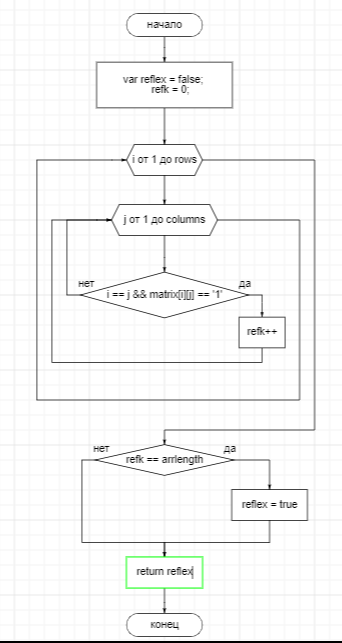 начало
var reflex = false;
refk = 0;
i от 1 до rows
j от 1 до columns
нет
да
i == j && matrix[i][j] == '1'
refk++
нет
да
refk == arrlength
reflex = true
return reflex
конец